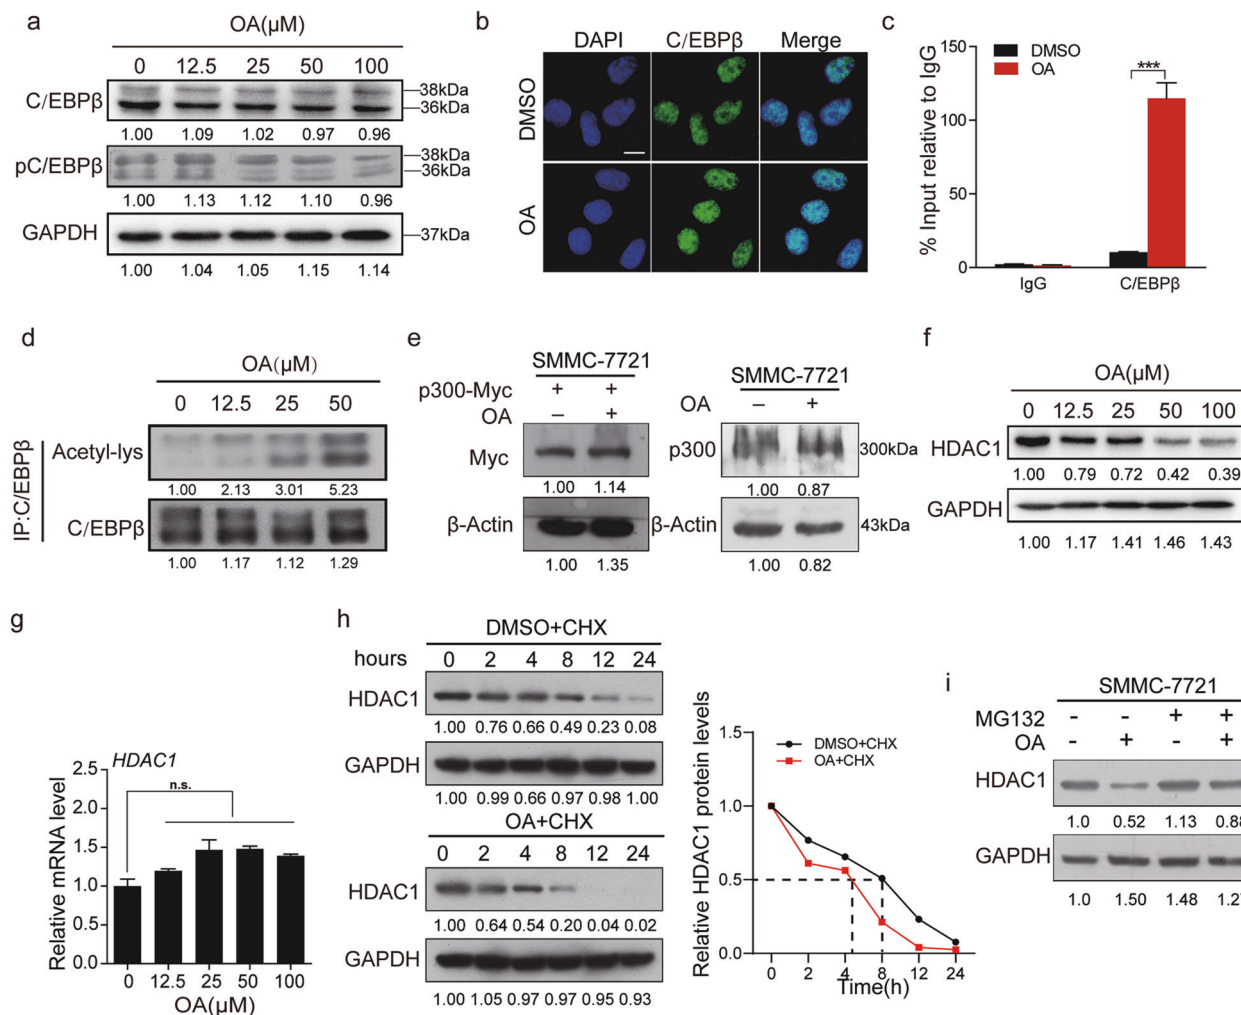 a
OA(μM)
0 12.5 25 50 100
C/EBPβ
38kDa
36kDa
1.00 1.09 1.02 0.97 0.96
pC/EBPβ
38kDa
36kDa
1.00 1.13 1.12 1.10 0.96
GAPDH
37kDa
1.00 1.04 1.05 1.15 1.14
b
DAPI C/EBPβ Merge
DMSO
OA
c
% Input relative to IgG
150
100
50
0
DMSO
OA
***
IgG C/EBPβ
d
OA(μM)
0 12.5 25 50
IP:C/EBPβ
Acetyl-lys
1.00 2.13 3.01 5.23
C/EBPβ
1.00 1.17 1.12 1.29
e
SMMC-7721
p300-Myc + +
OA – +
Myc
1.00 1.14
β-Actin
1.00 1.35
SMMC-7721
OA – +
p300
300kDa
1.00 0.87
β-Actin
43kDa
1.00 0.82
f
OA(μM)
0 12.5 25 50 100
HDAC1
1.00 0.79 0.72 0.42 0.39
GAPDH
1.00 1.17 1.41 1.46 1.43
g
HDAC1
Relative mRNA level
2.5
2.0
1.5
1.0
0.5
0.0
n.s.
0 12.5 25 50 100
OA(μM)
h
DMSO+CHX
hours 0 2 4 8 12 24
HDAC1
1.00 0.76 0.66 0.49 0.23 0.08
GAPDH
1.00 0.99 0.66 0.97 0.98 1.00
OA+CHX
0 2 4 8 12 24
HDAC1
1.00 0.64 0.54 0.20 0.04 0.02
GAPDH
1.00 1.05 0.97 0.97 0.95 0.93
Relative HDAC1 protein levels
1.5
1.0
0.5
0.0
DMSO+CHX
OA+CHX
0 2 4 8 12 24
Time(h)
i
SMMC-7721
MG132 - - + +
OA - + - +
HDAC1
1.0 0.52 1.13 0.88
GAPDH
1.0 1.50 1.48